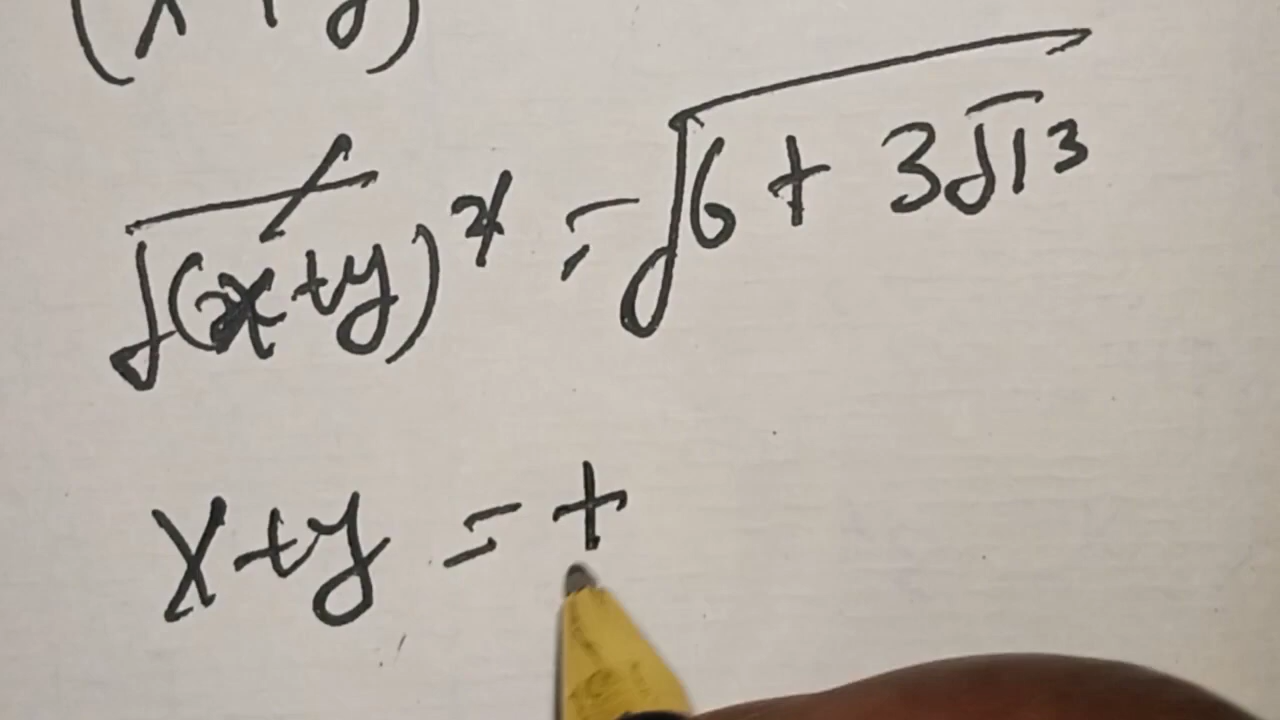 (x + y)
√(x+y)² = √6 + 3√13
x+y = +